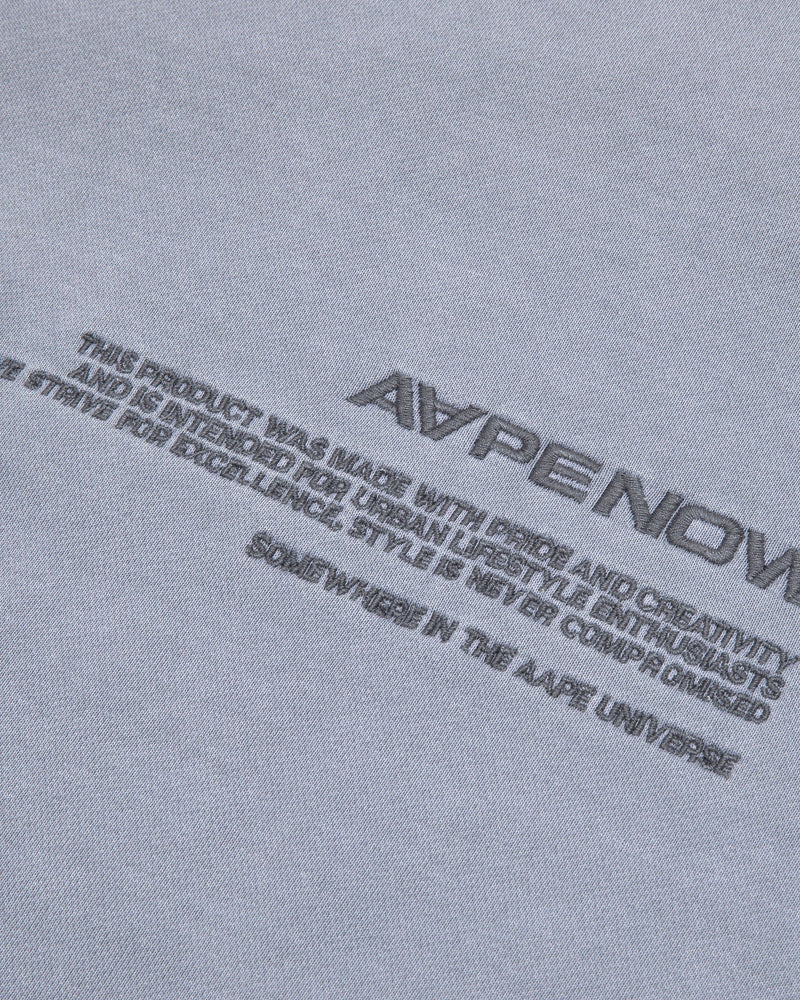 AAPE NOW
THIS PRODUCT WAS MADE WITH PRIDE AND CREATIVITY
AND IS INTENDED FOR URBAN LIFESTYLE ENTHUSIASTS
STRIVE FOR EXCELLENCE, STYLE IS NEVER COMPROMISED
SOMEWHERE IN THE AAPE UNIVERSE